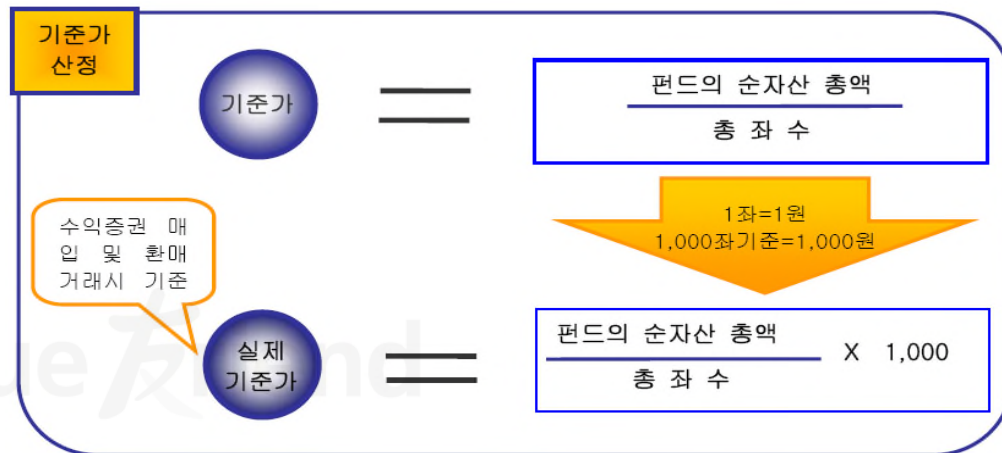 기준가
산정
기준가
펀드의 순자산 총액
총 좌 수
1좌=1원
1,000좌기준=1,000원
수익증권 매
입 및 환매
거래시 기준
실제
기준가
펀드의 순자산 총액
총 좌 수
X 1,000
ue 友 iend